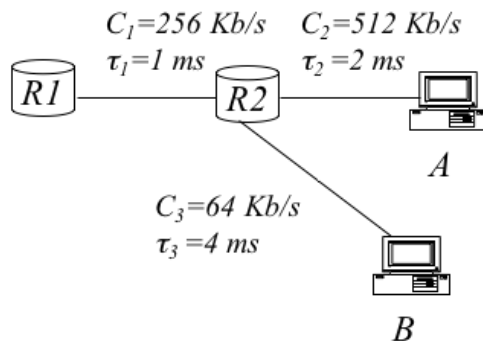 C₁=256 Kb/s
τ₁=1 ms
C₂=512 Kb/s
τ₂=2 ms
R1
R2
A
C₃=64 Kb/s
τ₃=4 ms
B